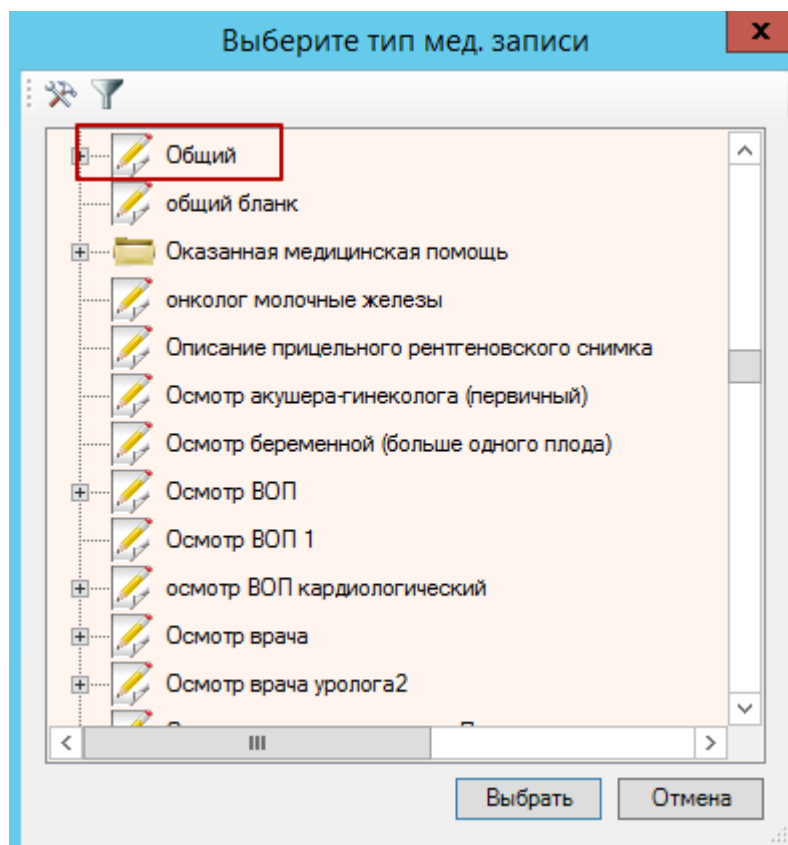 Выберите тип мед. записи
x
Общий
общий бланк
Оказанная медицинская помощь
онколог молочные железы
Описание прицельного рентгеновского снимка
Осмотр акушера-гинеколога (первичный)
Осмотр беременной (больше одного плода)
Осмотр ВОП
Осмотр ВОП 1
осмотр ВОП кардиологический
Осмотр врача
Осмотр врача уролога2
Выбрать
Отмена